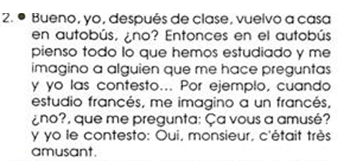 2. • Bueno, yo, después de clase, vuelvo a casa
en autobús, ¿no? Entonces en el autobús
pienso todo lo que hemos estudiado y me
imagino a alguien que me hace preguntas
y yo las contesto... Por ejemplo, cuando
estudio francés, me imagino a un francés,
¿no?, que me pregunta: Ça vous a amusé?
y yo le contesto: Oui, monsieur, c'était très
amusant.